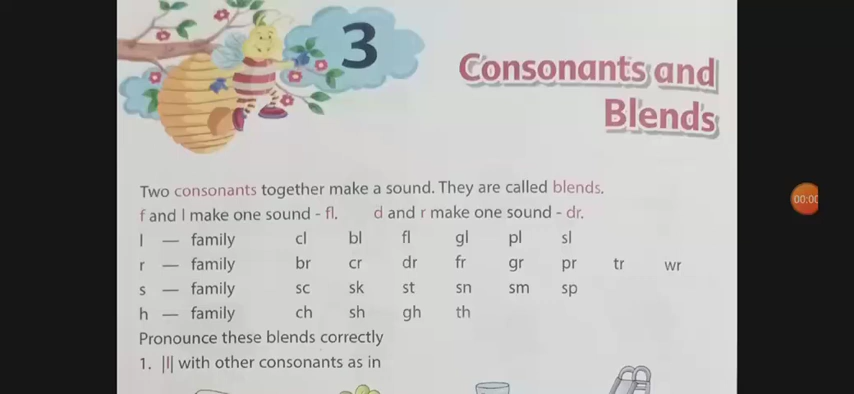 3
Consonants and
Blends
Two consonants together make a sound. They are called blends.
f and l make one sound - fl. d and r make one sound - dr.
l — family cl bl fl gl pl sl
r — family br cr dr fr gr pr tr wr
s — family sc sk st sn sm sp
h — family ch sh gh th
Pronounce these blends correctly
1. |l| with other consonants as in
00:00